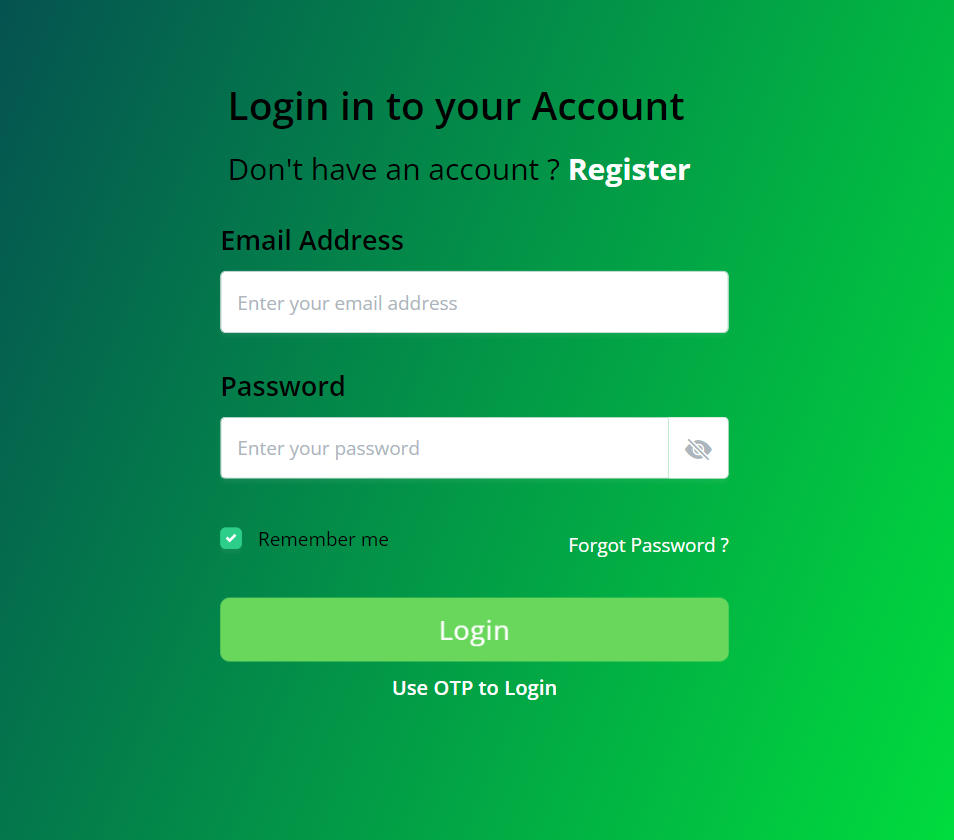 Login in to your Account
Don't have an account ? Register
Email Address
Enter your email address
Password
Enter your password
Remember me
Forgot Password ?
Login
Use OTP to Login